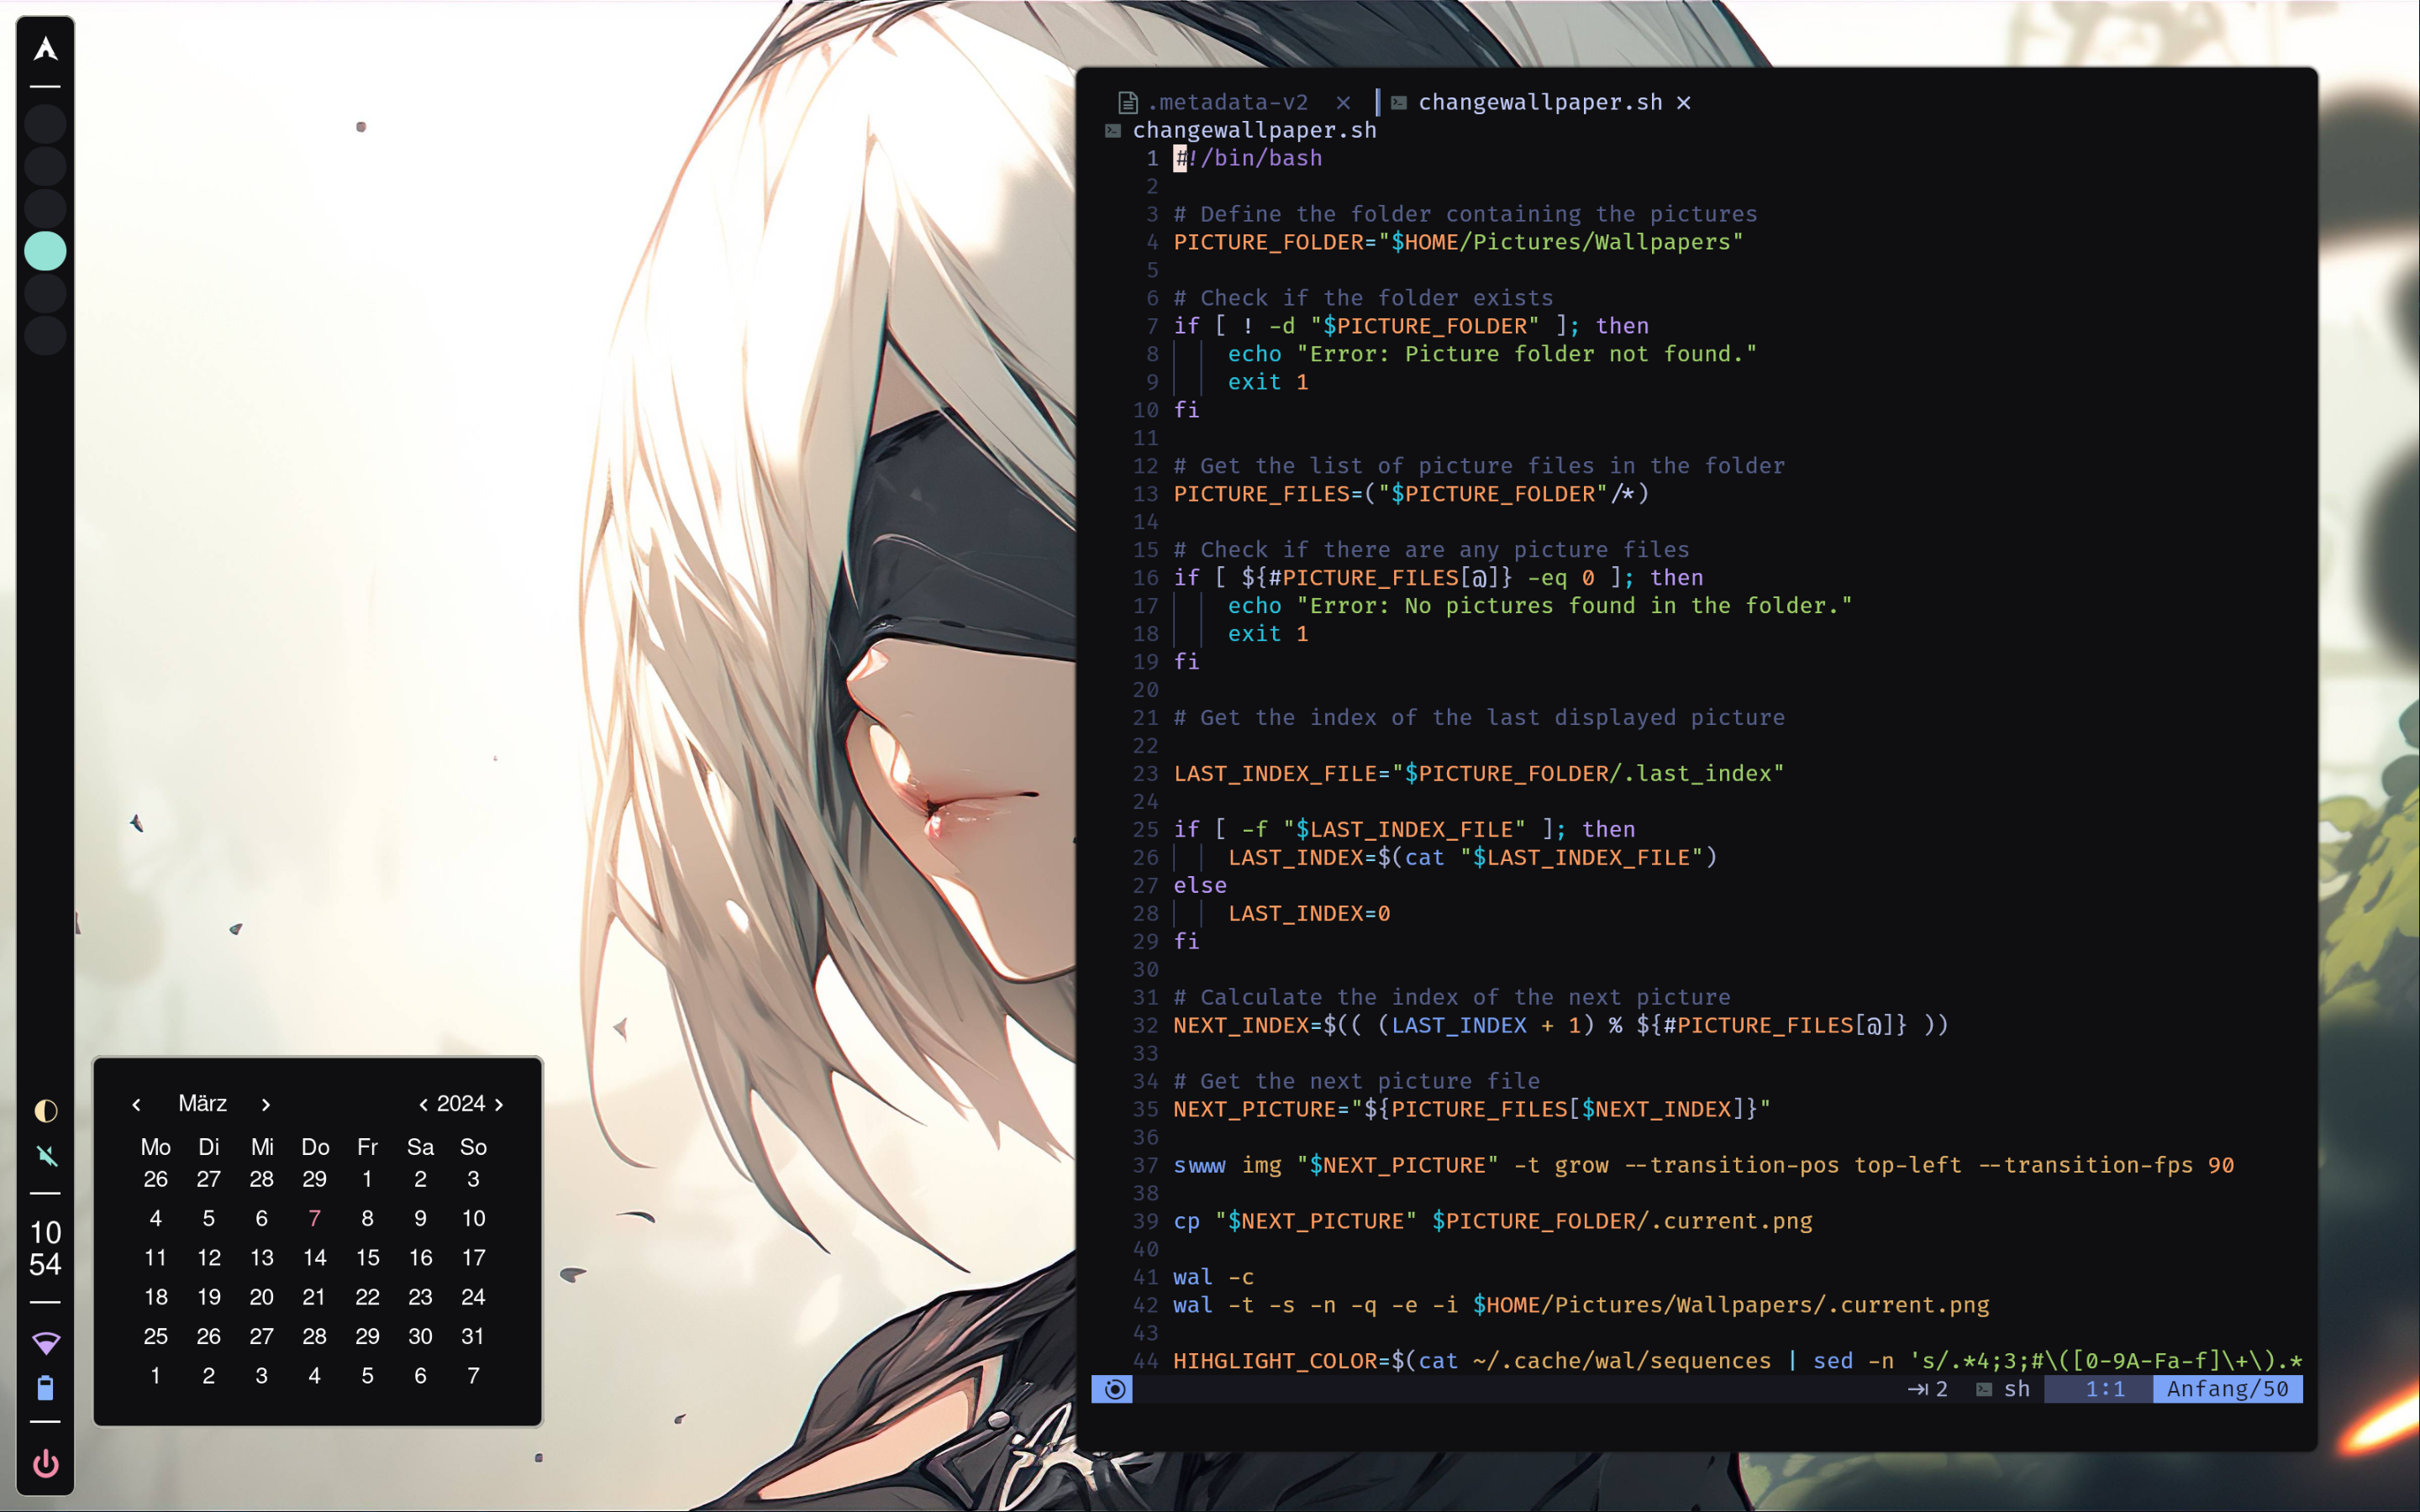 10
54
März 2024
Mo Di Mi Do Fr Sa So
26 27 28 29 1 2 3
4 5 6 7 8 9 10
11 12 13 14 15 16 17
18 19 20 21 22 23 24
25 26 27 28 29 30 31
1 2 3 4 5 6 7
.metadata-v2 × changewallpaper.sh ×
changewallpaper.sh
1 #!/bin/bash
2
3 # Define the folder containing the pictures
4 PICTURE_FOLDER="$HOME/Pictures/Wallpapers"
5
6 # Check if the folder exists
7 if [ ! -d "$PICTURE_FOLDER" ]; then
8     echo "Error: Picture folder not found."
9     exit 1
10 fi
11
12 # Get the list of picture files in the folder
13 PICTURE_FILES=("$PICTURE_FOLDER"/*)
14
15 # Check if there are any picture files
16 if [ ${#PICTURE_FILES[@]} -eq 0 ]; then
17     echo "Error: No pictures found in the folder."
18     exit 1
19 fi
20
21 # Get the index of the last displayed picture
22
23 LAST_INDEX_FILE="$PICTURE_FOLDER/.last_index"
24
25 if [ -f "$LAST_INDEX_FILE" ]; then
26     LAST_INDEX=$(cat "$LAST_INDEX_FILE")
27 else
28     LAST_INDEX=0
29 fi
30
31 # Calculate the index of the next picture
32 NEXT_INDEX=$(( (LAST_INDEX + 1) % ${#PICTURE_FILES[@]} ))
33
34 # Get the next picture file
35 NEXT_PICTURE="${PICTURE_FILES[$NEXT_INDEX]}"
36
37 swww img "$NEXT_PICTURE" -t grow --transition-pos top-left --transition-fps 90
38
39 cp "$NEXT_PICTURE" $PICTURE_FOLDER/.current.png
40
41 wal -c
42 wal -t -s -n -q -e -i $HOME/Pictures/Wallpapers/.current.png
43
44 HIHGLIGHT_COLOR=$(cat ~/.cache/wal/sequences | sed -n 's/.*4;3;#\([0-9A-Fa-f]\+\).*
2 sh 1:1 Anfang/50